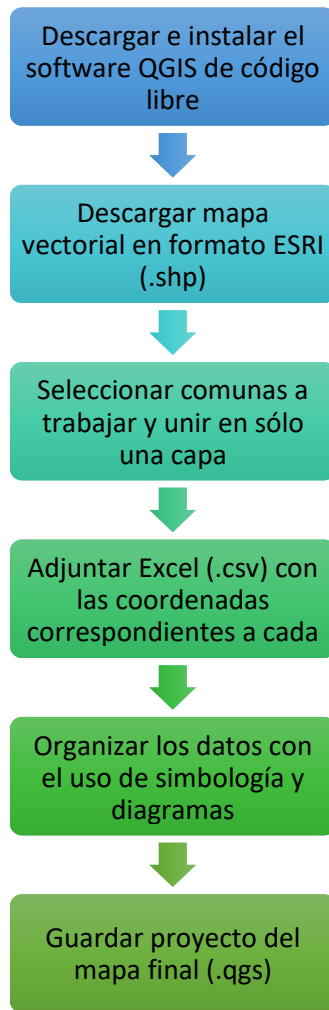 Descargar e instalar el
software QGIS de código
libre
Descargar mapa
vectorial en formato ESRI
(.shp)
Seleccionar comunas a
trabajar y unir en sólo
una capa
Adjuntar Excel (.csv) con
las coordenadas
correspondientes a cada
Organizar los datos con
el uso de simbología y
diagramas
Guardar proyecto del
mapa final (.qgs)